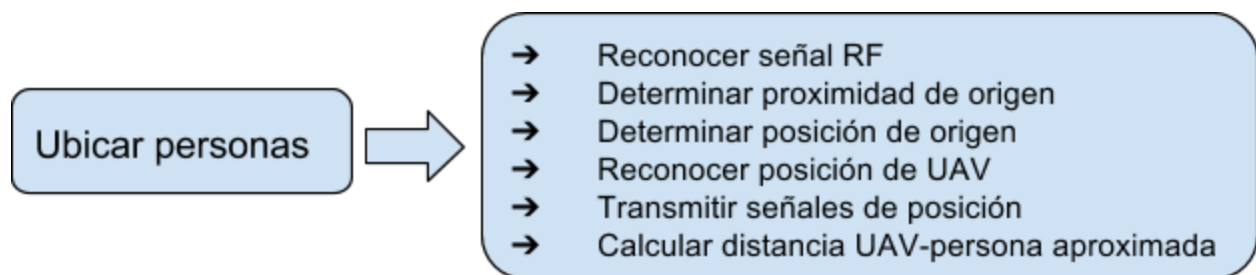 Ubicar personas
➔ Reconocer señal RF
➔ Determinar proximidad de origen
➔ Determinar posición de origen
➔ Reconocer posición de UAV
➔ Transmitir señales de posición
➔ Calcular distancia UAV-persona aproximada